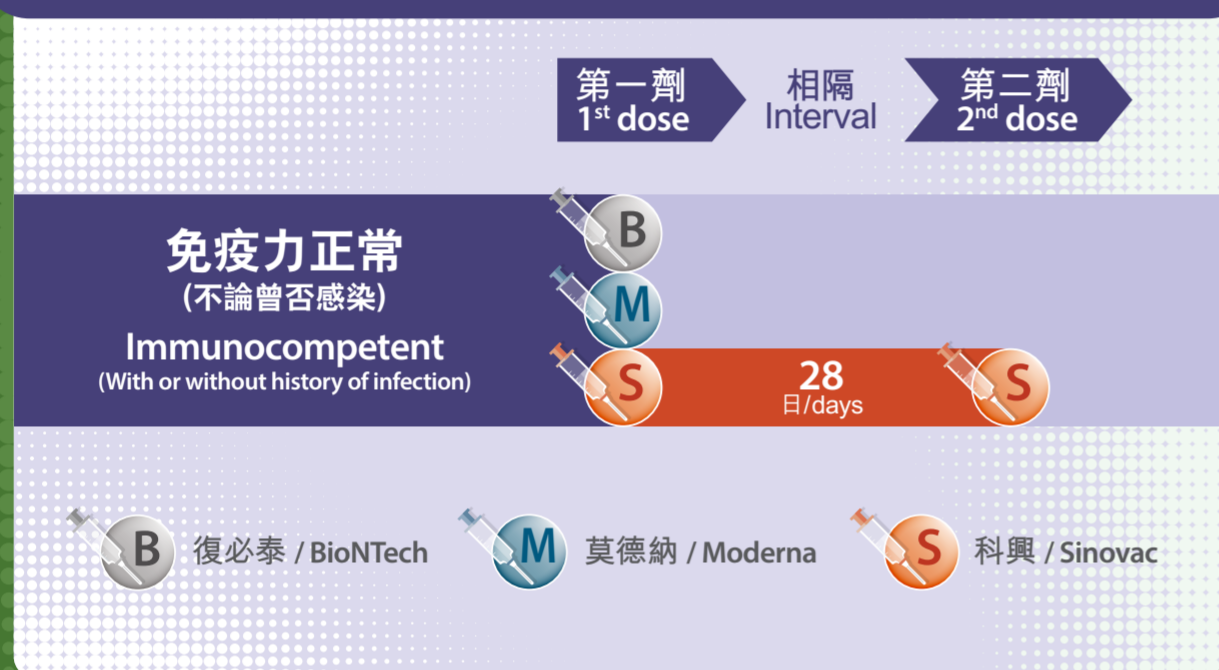 第一劑
1st dose
相隔
Interval
第二劑
2nd dose
免疫力正常
(不論曾否感染)
Immunocompetent
(With or without history of infection)
B
M
S
28
日/days
S
B 復必泰 / BioNTech
M 莫德納 / Moderna
S 科興 / Sinovac